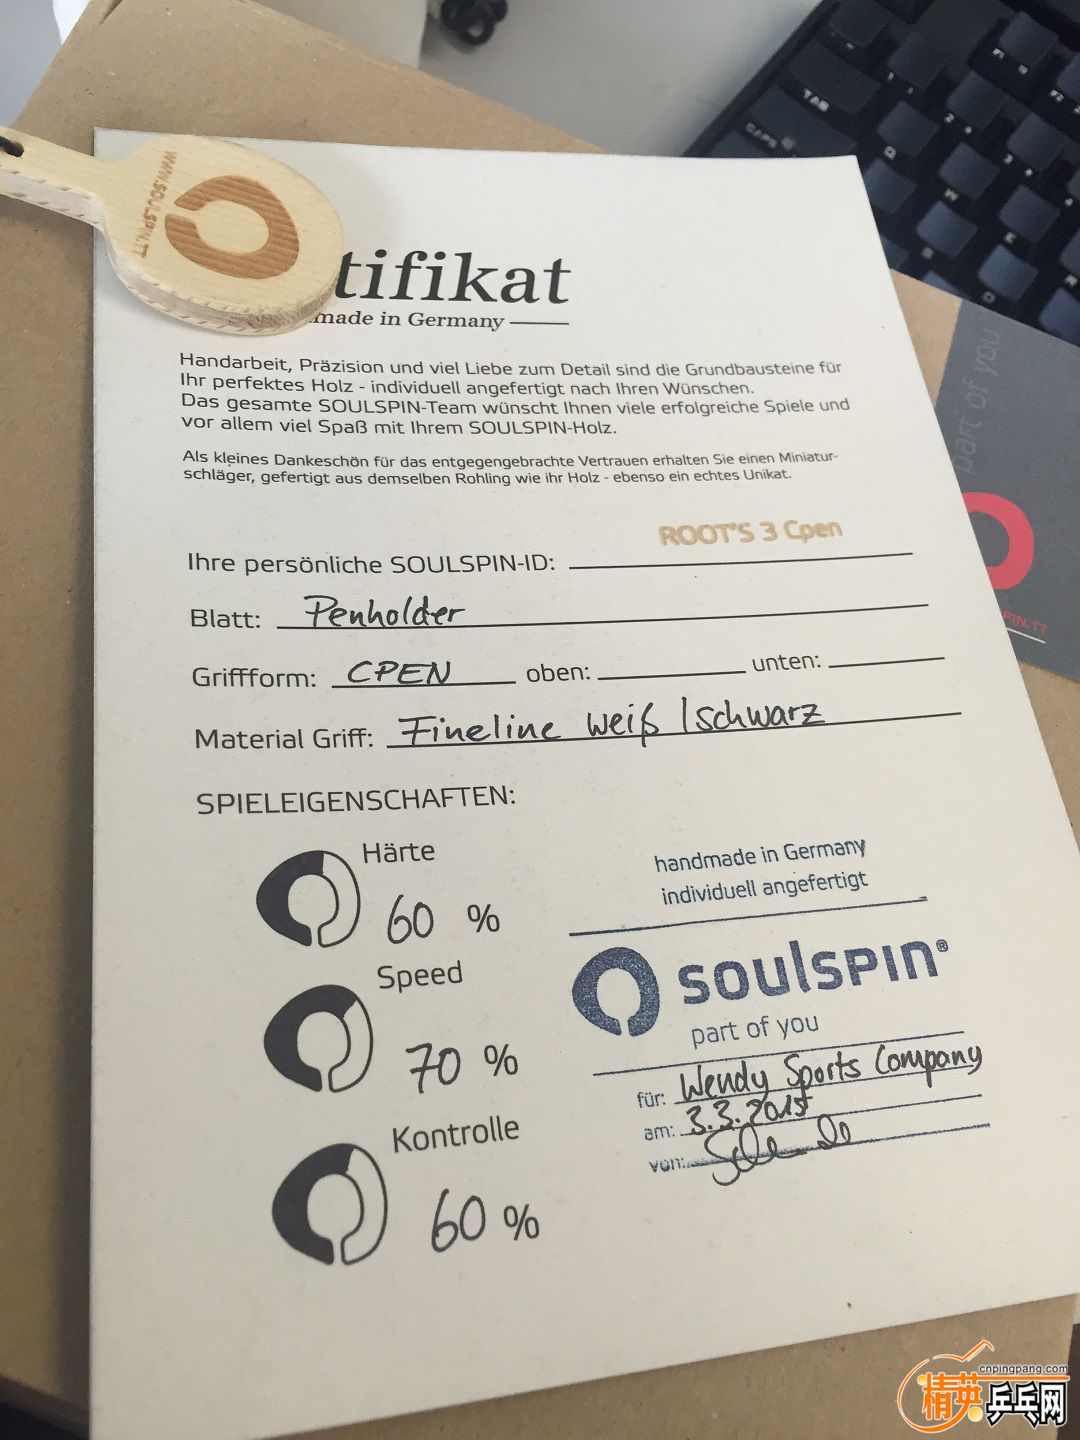 WWW.SOULSPIN.TT
tifikat
made in Germany
Handarbeit, Präzision und viel Liebe zum Detail sind die Grundbausteine für
Ihr perfektes Holz - individuell angefertigt nach Ihren Wünschen.
Das gesamte SOULSPIN-Team wünscht Ihnen viele erfolgreiche Spiele und
vor allem viel Spaß mit Ihrem SOULSPIN-Holz.
Als kleines Dankeschön für das entgegengebrachte Vertrauen erhalten Sie einen Miniatur-
schläger, gefertigt aus demselben Rohling wie ihr Holz - ebenso ein echtes Unikat.
Ihre persönliche SOULSPIN-ID: ROOT'S 3 Cpen
Blatt: Penholder
Griffform: CPEN oben: unten:
Material Griff: Fineline weiß / schwarz
SPIELEIGENSCHAFTEN:
Härte
60 %
Speed
70 %
Kontrolle
60 %
handmade in Germany
individuell angefertigt
soulspin®
part of you
für: Wendy Sports Company
am: 3.3.2015
von:
part of you
PIN.TT
TAB
cnpingpang.com
精英乒乓网